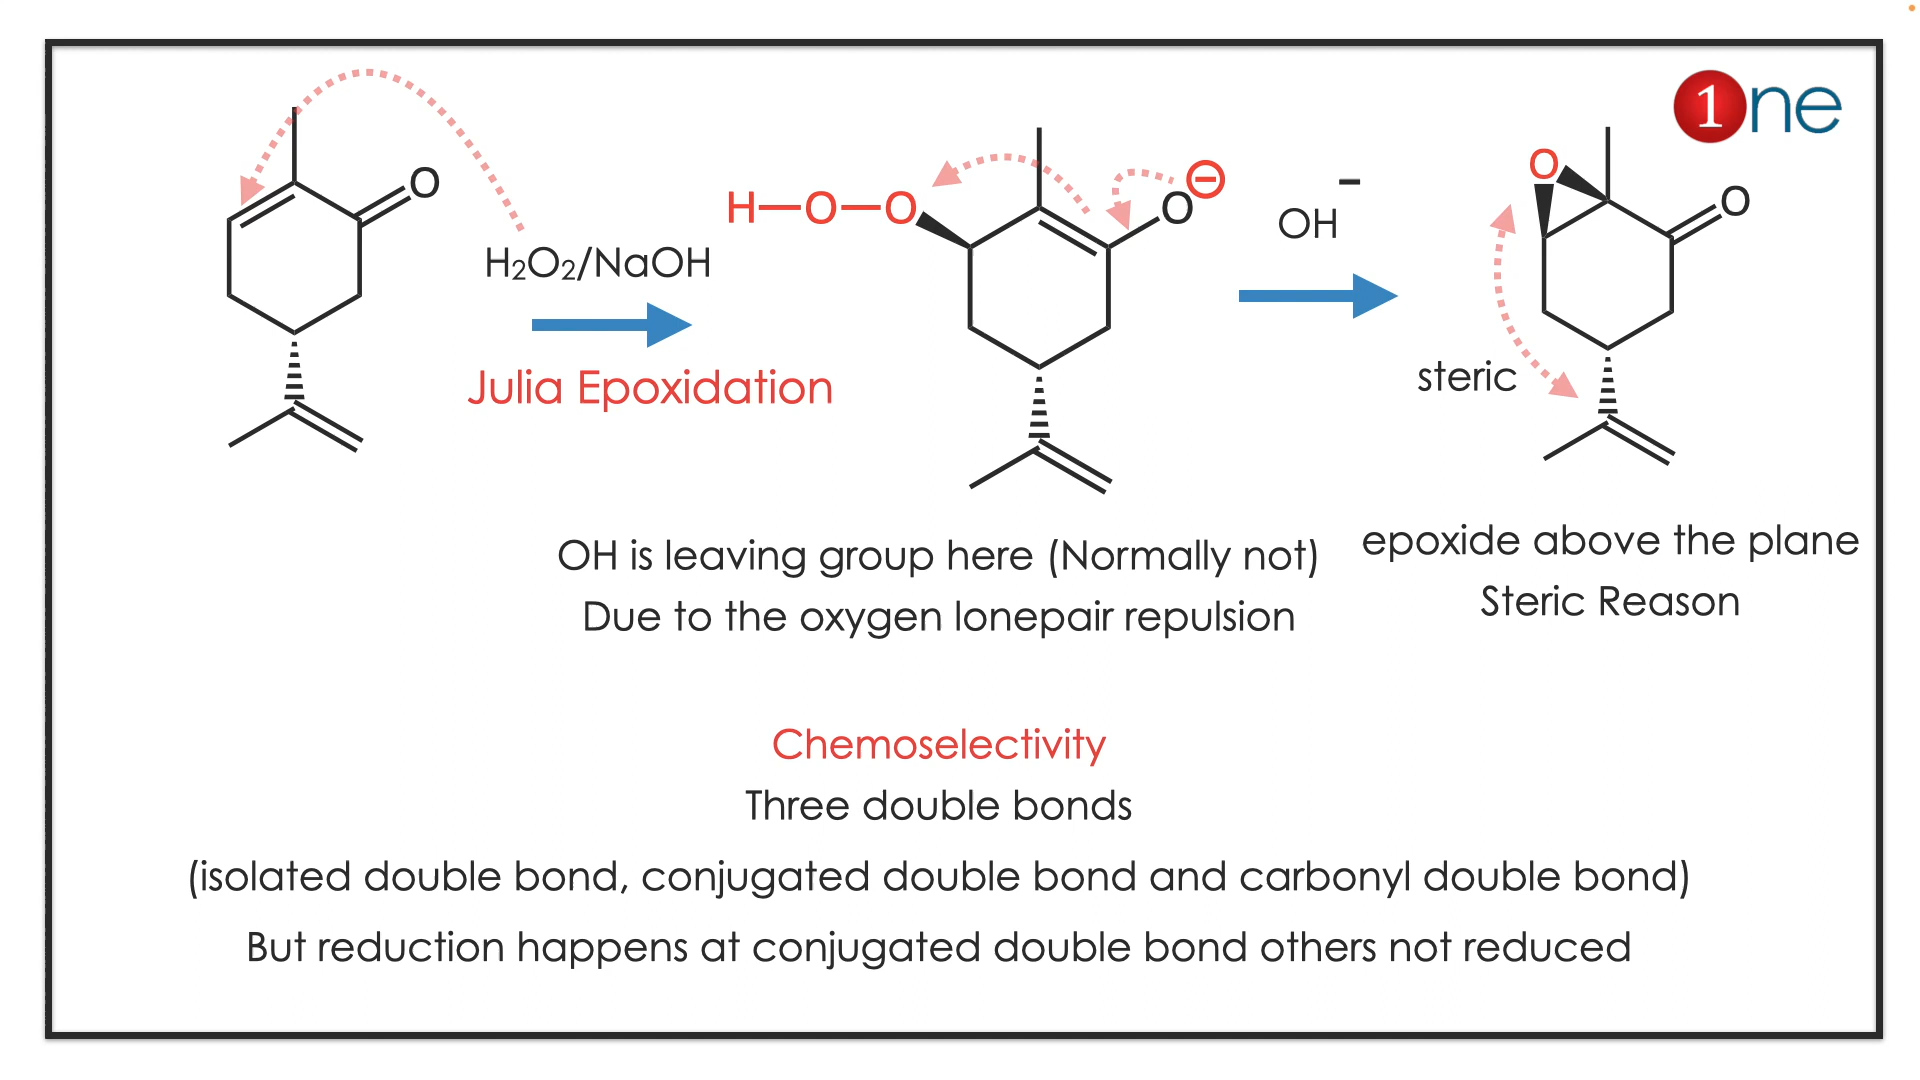 1ne
O
H₂O₂/NaOH
Julia Epoxidation
H—O—O
O⊖
OH⁻
O
O
steric
OH is leaving group here (Normally not)
Due to the oxygen lonepair repulsion
epoxide above the plane
Steric Reason
Chemoselectivity
Three double bonds
(isolated double bond, conjugated double bond and carbonyl double bond)
But reduction happens at conjugated double bond others not reduced